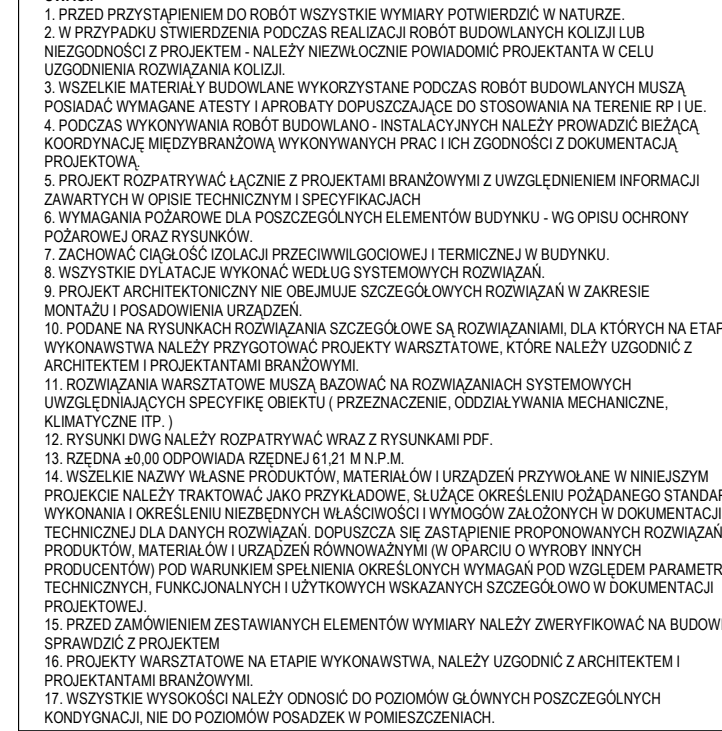 1. PRZED PRZYSTĄPIENIEM DO ROBÓT WSZYSTKIE WYMIARY POTWIERDZIĆ W NATURZE.
2. W PRZYPADKU STWIERDZENIA PODCZAS REALIZACJI ROBÓT BUDOWLANYCH KOLIZJI LUB
NIEZGODNOŚCI Z PROJEKTEM - NALEŻY NIEZWŁOCZNIE POWIADOMIĆ PROJEKTANTA W CELU
UZGODNIENIA ROZWIĄZANIA KOLIZJI.
3. WSZELKIE MATERIAŁY BUDOWLANE WYKORZYSTANE PODCZAS ROBÓT BUDOWLANYCH MUSZĄ
POSIADAĆ WYMAGANE ATESTY I APROBATY DOPUSZCZAJĄCE DO STOSOWANIA NA TERENIE RP I UE.
4. PODCZAS WYKONYWANIA ROBÓT BUDOWLANO - INSTALACYJNYCH NALEŻY PROWADZIĆ BIEŻĄCĄ
KOORDYNACJĘ MIĘDZYBRANŻOWĄ WYKONYWANYCH PRAC I ICH ZGODNOŚCI Z DOKUMENTACJĄ
PROJEKTOWĄ.
5. PROJEKT ROZPATRYWAĆ ŁĄCZNIE Z PROJEKTAMI BRANŻOWYMI Z UWZGLĘDNIENIEM INFORMACJI
ZAWARTYCH W OPISIE TECHNICZNYM I SPECYFIKACJACH
6. WYMAGANIA POŻAROWE DLA POSZCZEGÓLNYCH ELEMENTÓW BUDYNKU - WG OPISU OCHRONY
POŻAROWEJ ORAZ RYSUNKÓW.
7. ZACHOWAĆ CIĄGŁOŚĆ IZOLACJI PRZECIWWILGOCIOWEJ I TERMICZNEJ W BUDYNKU.
8. WSZYSTKIE DYLATACJE WYKONAĆ WEDŁUG SYSTEMOWYCH ROZWIĄZAŃ.
9. PROJEKT ARCHITEKTONICZNY NIE OBEJMUJE SZCZEGÓŁOWYCH ROZWIĄZAŃ W ZAKRESIE
MONTAŻU I POSADOWIENIA URZĄDZEŃ.
10. PODANE NA RYSUNKACH ROZWIĄZANIA SZCZEGÓŁOWE SĄ ROZWIĄZANIAMI, DLA KTÓRYCH NA ETAP
WYKONAWSTWA NALEŻY PRZYGOTOWAĆ PROJEKTY WARSZTATOWE, KTÓRE NALEŻY UZGODNIĆ Z
ARCHITEKTEM I PROJEKTANTAMI BRANŻOWYMI.
11. ROZWIĄZANIA WARSZTATOWE MUSZĄ BAZOWAĆ NA ROZWIĄZANIACH SYSTEMOWYCH
UWZGLĘDNIAJĄCYCH SPECYFIKĘ OBIEKTU ( PRZEZNACZENIE, ODDZIAŁYWANIA MECHANICZNE,
KLIMATYCZNE ITP. )
12. RYSUNKI DWG NALEŻY ROZPATRYWAĆ WRAZ Z RYSUNKAMI PDF.
13. RZĘDNA ±0,00 ODPOWIADA RZĘDNEJ 61,21 M N.P.M.
14. WSZELKIE NAZWY WŁASNE PRODUKTÓW, MATERIAŁÓW I URZĄDZEŃ PRZYWOŁANE W NINIEJSZYM
PROJEKCIE NALEŻY TRAKTOWAĆ JAKO PRZYKŁADOWE, SŁUŻĄCE OKREŚLENIU POŻĄDANEGO STANDAR
WYKONANIA I OKREŚLENIU NIEZBĘDNYCH WŁAŚCIWOŚCI I WYMOGÓW ZAŁOŻONYCH W DOKUMENTACJI
TECHNICZNEJ DLA DANYCH ROZWIĄZAŃ. DOPUSZCZA SIĘ ZASTĄPIENIE PROPONOWANYCH ROZWIĄZAŃ
PRODUKTÓW, MATERIAŁÓW I URZĄDZEŃ RÓWNOWAŻNYMI (W OPARCIU O WYROBY INNYCH
PRODUCENTÓW) POD WARUNKIEM SPEŁNIENIA OKREŚLONYCH WYMAGAŃ POD WZGLĘDEM PARAMETR
TECHNICZNYCH, FUNKCJONALNYCH I UŻYTKOWYCH WSKAZANYCH SZCZEGÓŁOWO W DOKUMENTACJI
PROJEKTOWEJ.
15. PRZED ZAMÓWIENIEM ZESTAWIANYCH ELEMENTÓW WYMIARY NALEŻY ZWERYFIKOWAĆ NA BUDOWI
SPRAWDZIĆ Z PROJEKTEM
16. PROJEKTY WARSZTATOWE NA ETAPIE WYKONAWSTWA, NALEŻY UZGODNIĆ Z ARCHITEKTEM I
PROJEKTANTAMI BRANŻOWYMI.
17. WSZYSTKIE WYSOKOŚCI NALEŻY ODNOSIĆ DO POZIOMÓW GŁÓWNYCH POSZCZEGÓLNYCH
KONDYGNACJI, NIE DO POZIOMÓW POSADZEK W POMIESZCZENIACH.